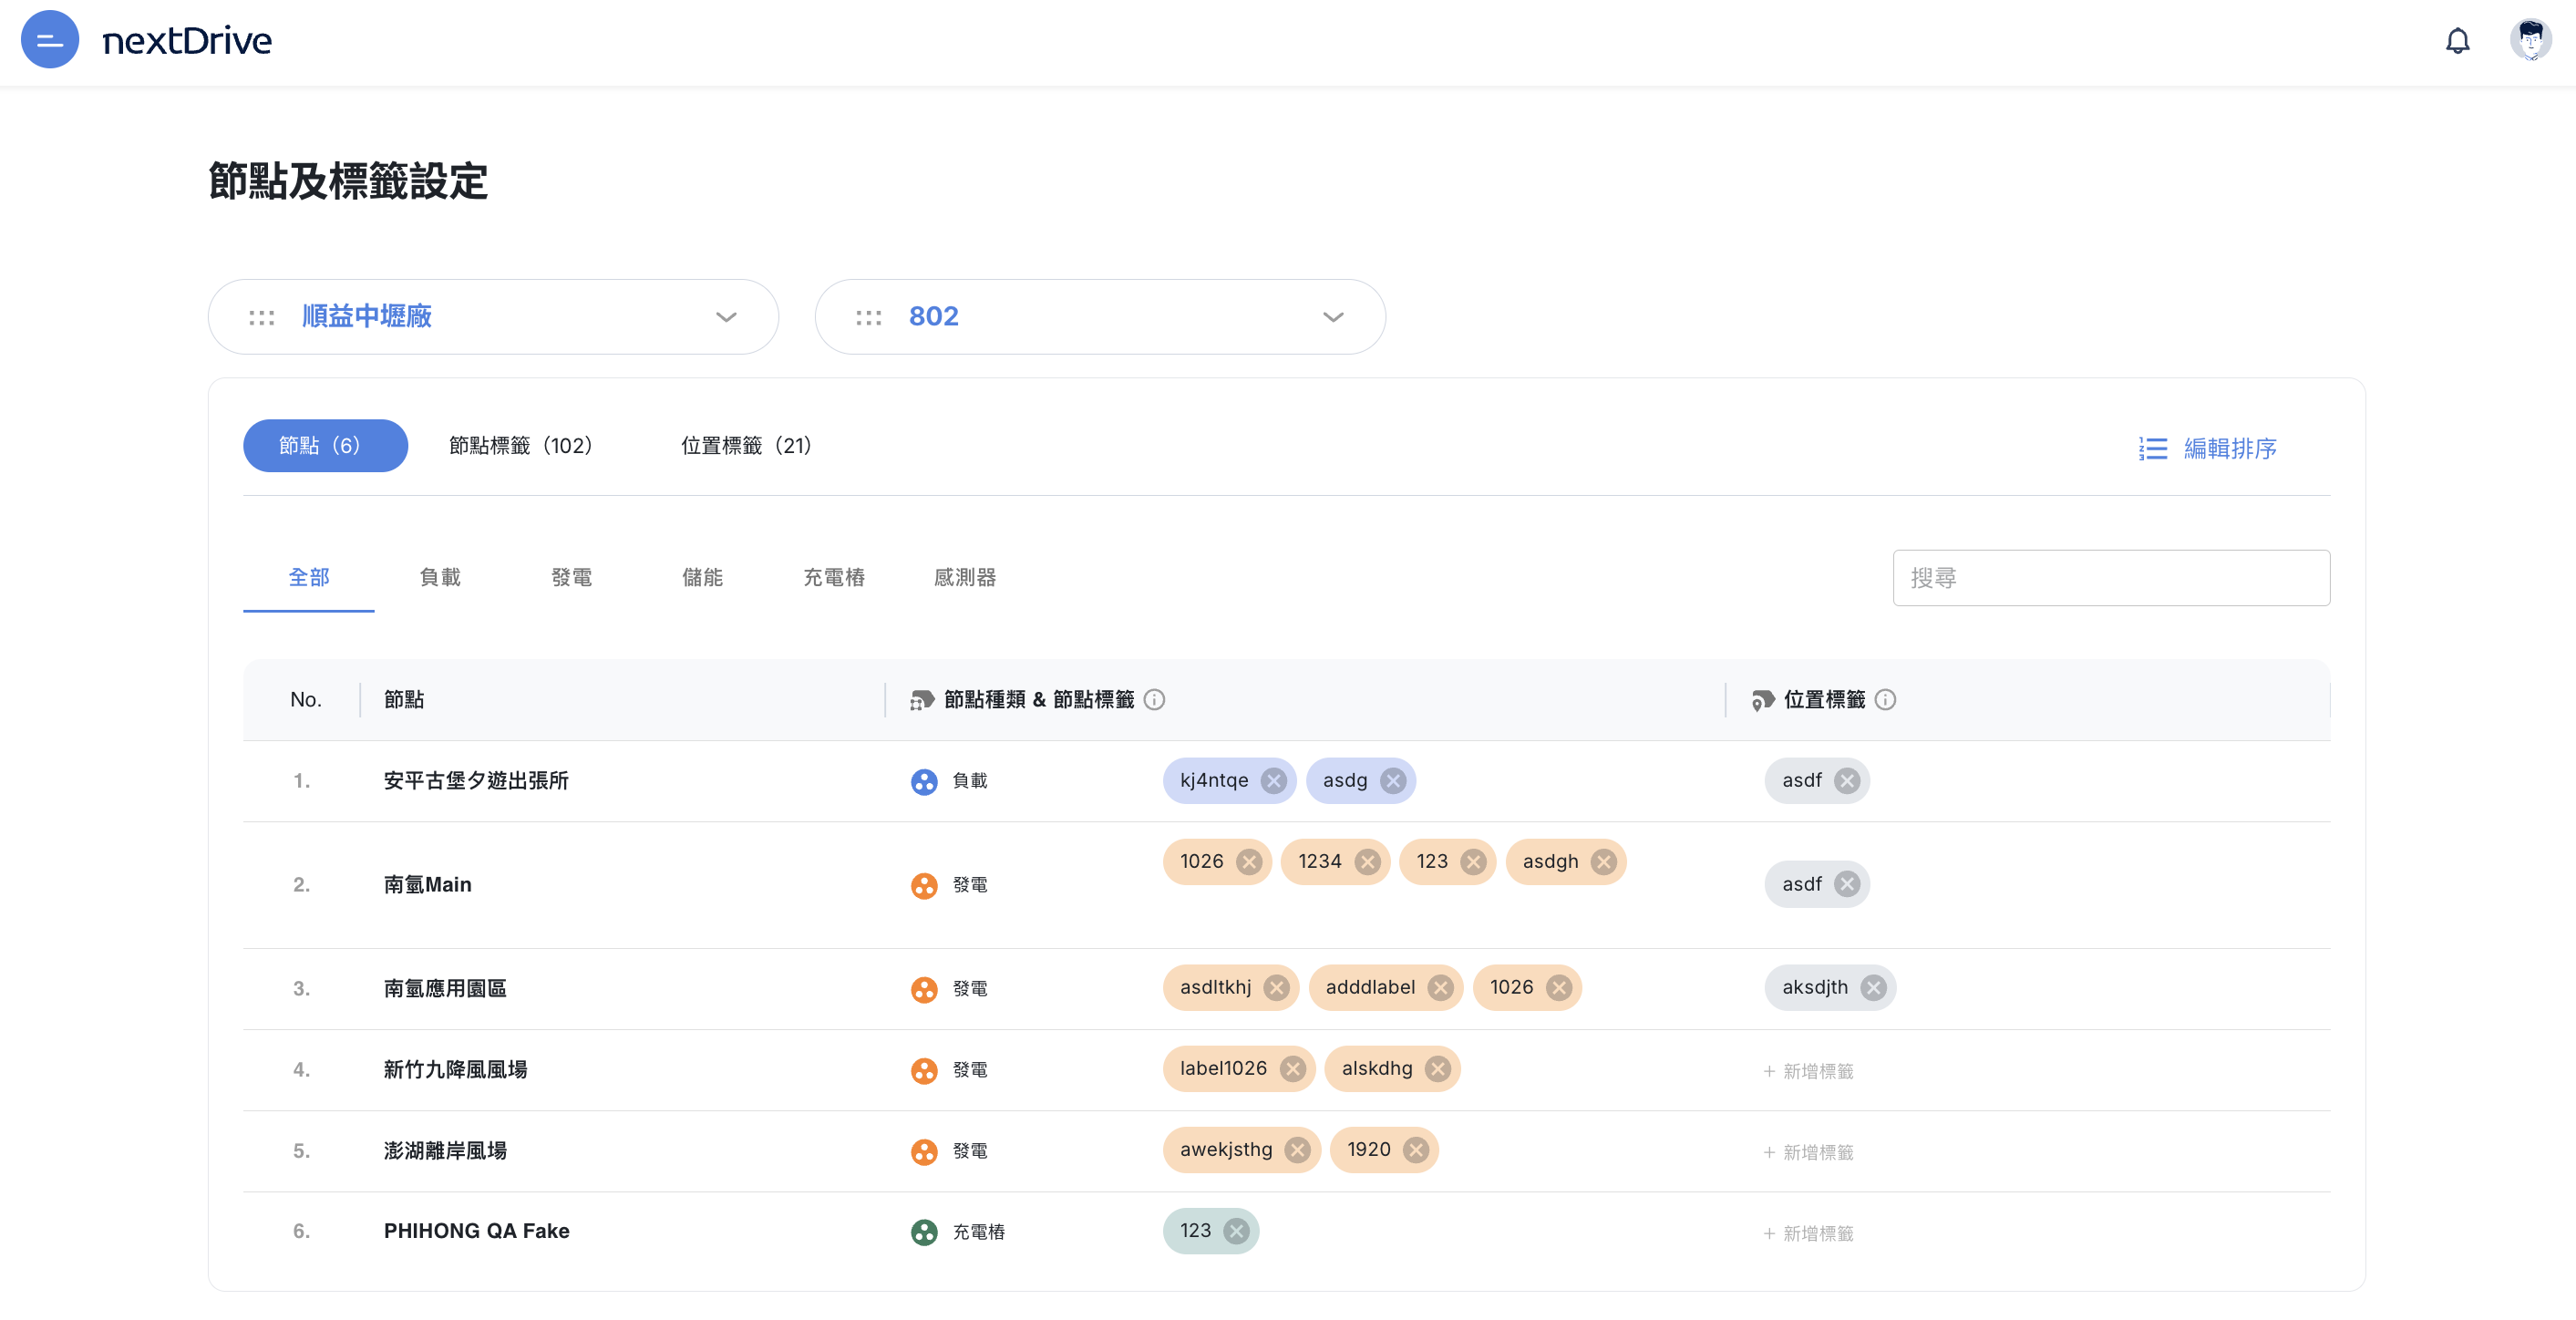 nextDrive
節點及標籤設定
順益中壢廠
802
節點（6）
節點標籤（102）
位置標籤（21）
編輯排序
全部
負載
發電
儲能
充電樁
感測器
搜尋
No. 節點 節點種類 & 節點標籤 位置標籤
1. 安平古堡夕遊出張所 負載 kj4ntqe asdg asdf
2. 南氫Main 發電 1026 1234 123 asdgh asdf
3. 南氫應用園區 發電 asdltkhj adddlabel 1026 aksdjth
4. 新竹九降風風場 發電 label1026 alskdhg + 新增標籤
5. 澎湖離岸風場 發電 awekjsthg 1920 + 新增標籤
6. PHIHONG QA Fake 充電樁 123 + 新增標籤